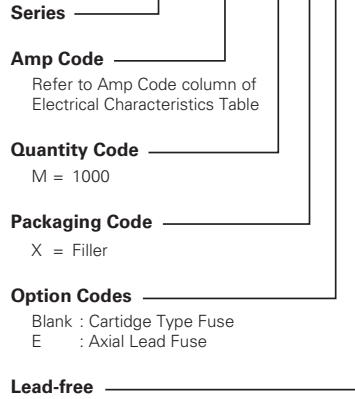 Series
Amp Code
Refer to Amp Code column of
Electrical Characteristics Table
Quantity Code
M = 1000
Packaging Code
X = Filler
Option Codes
Blank : Cartidge Type Fuse
E : Axial Lead Fuse
Lead-free